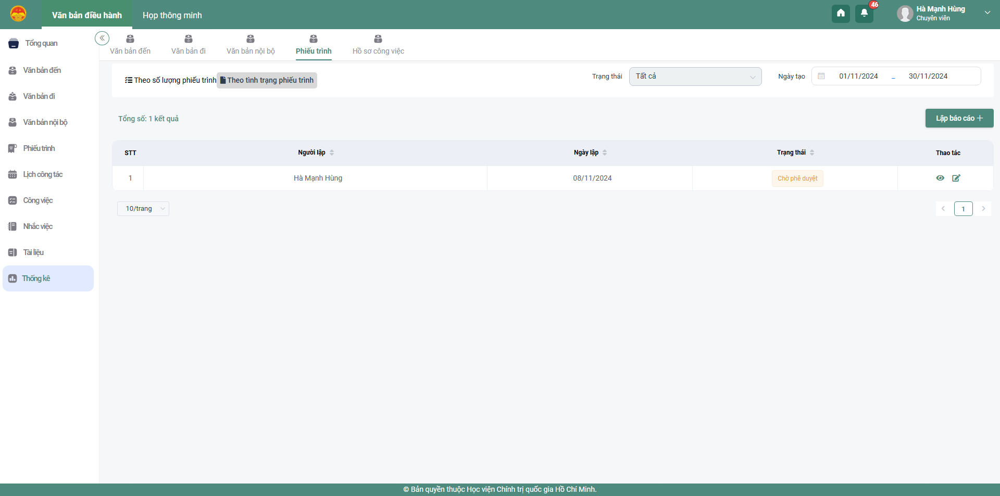 Văn bản điều hành
Họp thông minh
46
Hà Mạnh Hùng
Chuyên viên
Tổng quan
Văn bản đến
Văn bản đi
Văn bản nội bộ
Phiếu trình
Lịch công tác
Công việc
Nhắc việc
Tài liệu
Thống kê
Văn bản đến
Văn bản đi
Văn bản nội bộ
Phiếu trình
Hồ sơ công việc
Theo số lượng phiếu trình
Theo tình trạng phiếu trình
Trạng thái
Tất cả
Ngày tạo
01/11/2024
_
30/11/2024
Tổng số: 1 kết quả
Lập báo cáo
STT Người lập Ngày lập Trạng thái Thao tác
1 Hà Mạnh Hùng 08/11/2024 Chờ phê duyệt
10/trang
1
© Bản quyền thuộc Học viện Chính trị quốc gia Hồ Chí Minh.